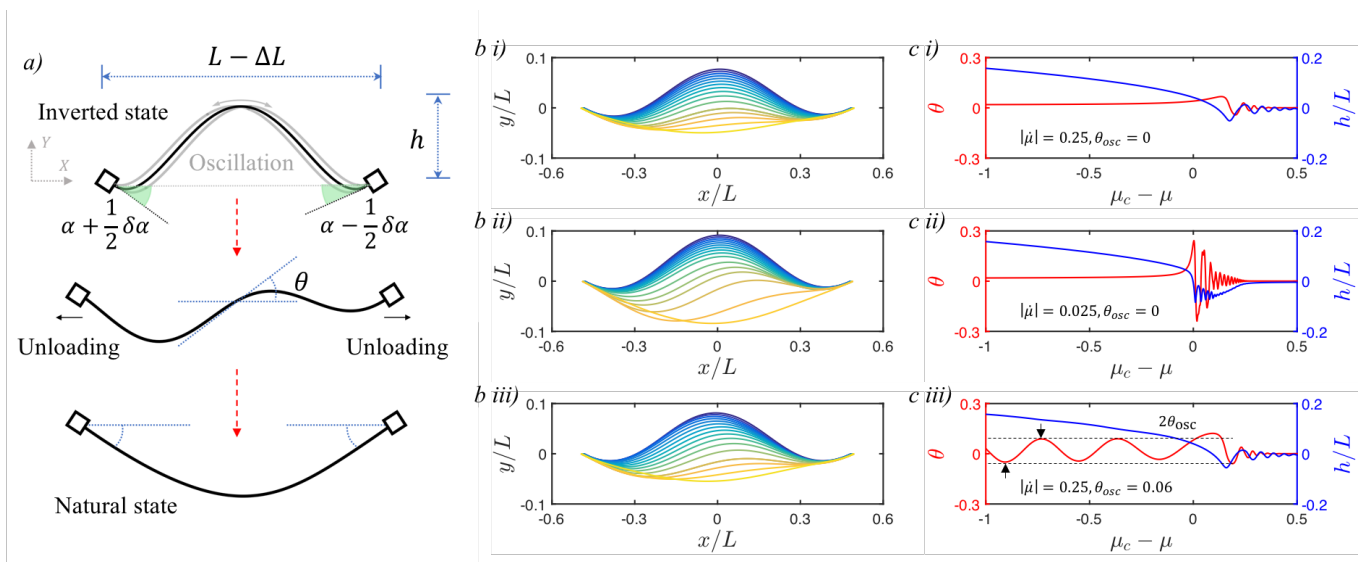 a)
L − ΔL
Inverted state
h
Y
X
Oscillation
α + 1/2 δα
α − 1/2 δα
θ
Unloading
Unloading
Natural state
b i)
0.1
0
-0.1
y/L
-0.6 -0.3 0 0.3 0.6
x/L
c i)
0.3
0
-0.3
θ
0.2
0
-0.2
h/L
|μ̇| = 0.25, θosc = 0
-1 -0.5 0 0.5
μc − μ
b ii)
0.1
0
-0.1
y/L
-0.6 -0.3 0 0.3 0.6
x/L
c ii)
0.3
0
-0.3
θ
0.2
0
-0.2
h/L
|μ̇| = 0.025, θosc = 0
-1 -0.5 0 0.5
μc − μ
b iii)
0.1
0
-0.1
y/L
-0.6 -0.3 0 0.3 0.6
x/L
c iii)
0.3
0
-0.3
θ
0.2
0
-0.2
h/L
2θosc
|μ̇| = 0.25, θosc = 0.06
-1 -0.5 0 0.5
μc − μ